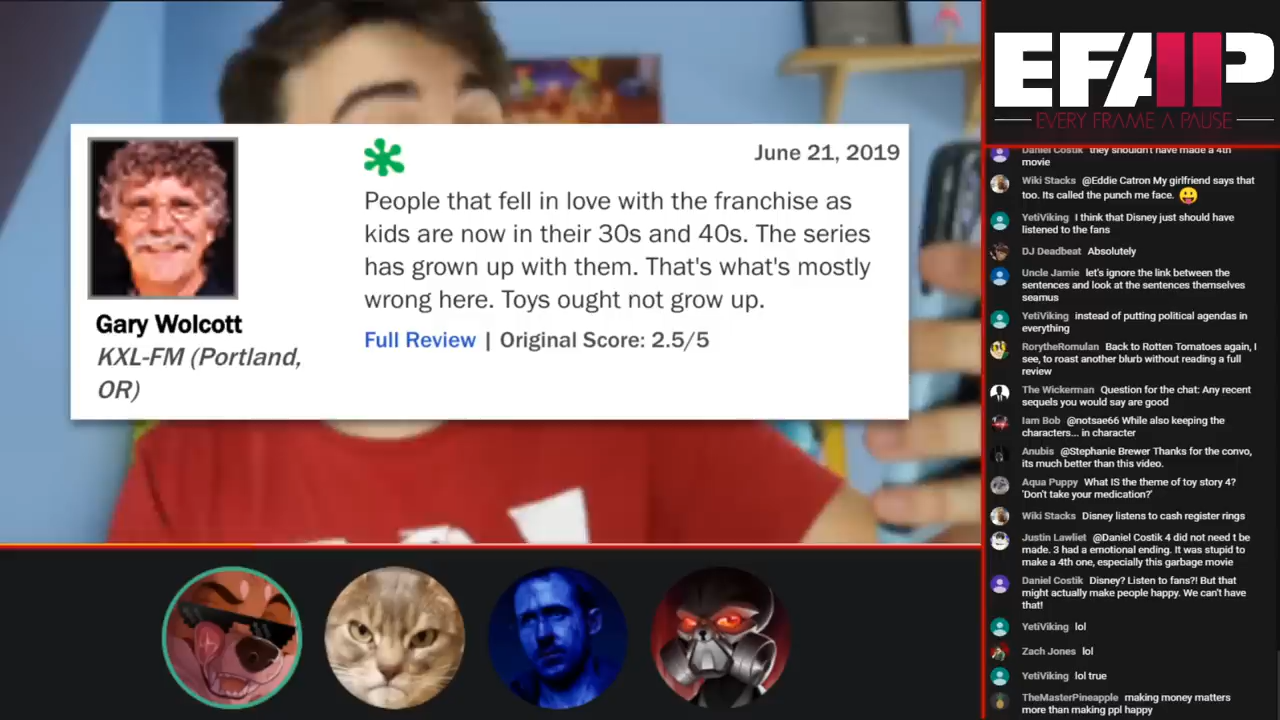 June 21, 2019
People that fell in love with the franchise as
kids are now in their 30s and 40s. The series
has grown up with them. That's what's mostly
wrong here. Toys ought not grow up.
Full Review | Original Score: 2.5/5
Gary Wolcott
KXL-FM (Portland,
OR)
EFAP
EVERY FRAME A PAUSE
Daniel Costik they shouldn't have made a 4th
movie
Wiki Stacks @Eddie Catron My girlfriend says that
too. Its called the punch me face. 😛
YetiViking I think that Disney just should have
listened to the fans
DJ Deadbeat Absolutely
Uncle Jamie let's ignore the link between the
sentences and look at the sentences themselves
seamus
YetiViking instead of putting political agendas in
everything
RorytheRomulan Back to Rotten Tomatoes again, I
see, to roast another blurb without reading a full
review
The Wickerman Question for the chat: Any recent
sequels you would say are good
Iam Bob @notsae66 While also keeping the
characters... in character
Anubis @Stephanie Brewer Thanks for the convo,
its much better than this video.
Aqua Puppy What IS the theme of toy story 4?
'Don't take your medication?'
Wiki Stacks Disney listens to cash register rings
Justin Lawliet @Daniel Costik 4 did not need t be
made. 3 had a emotional ending. It was stupid to
make a 4th one, especially this garbage movie
Daniel Costik Disney? Listen to fans?! But that
might actually make people happy. We can't have
that!
YetiViking lol
Zach Jones lol
YetiViking lol true
TheMasterPineapple making money matters
more than making ppl happy